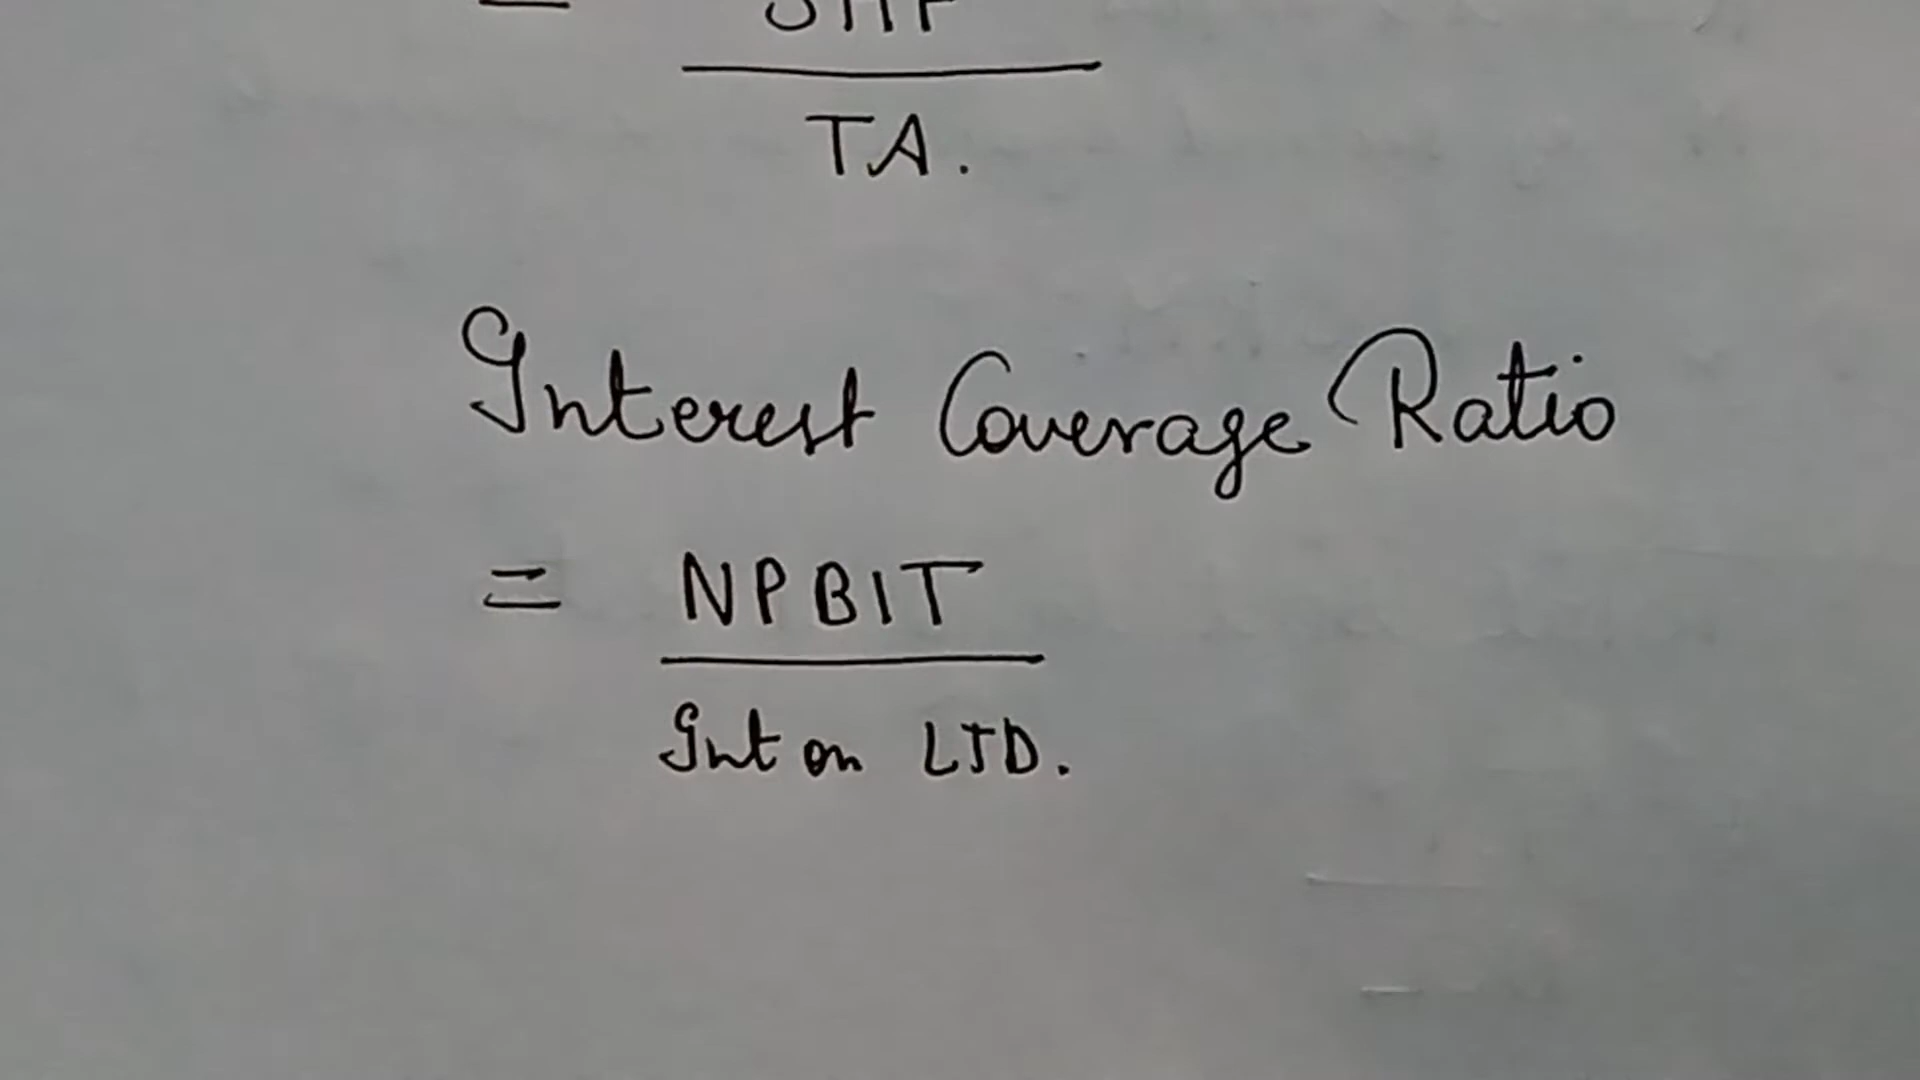 =
TA.
Interest Coverage Ratio
= NPBIT
Int on LTD.